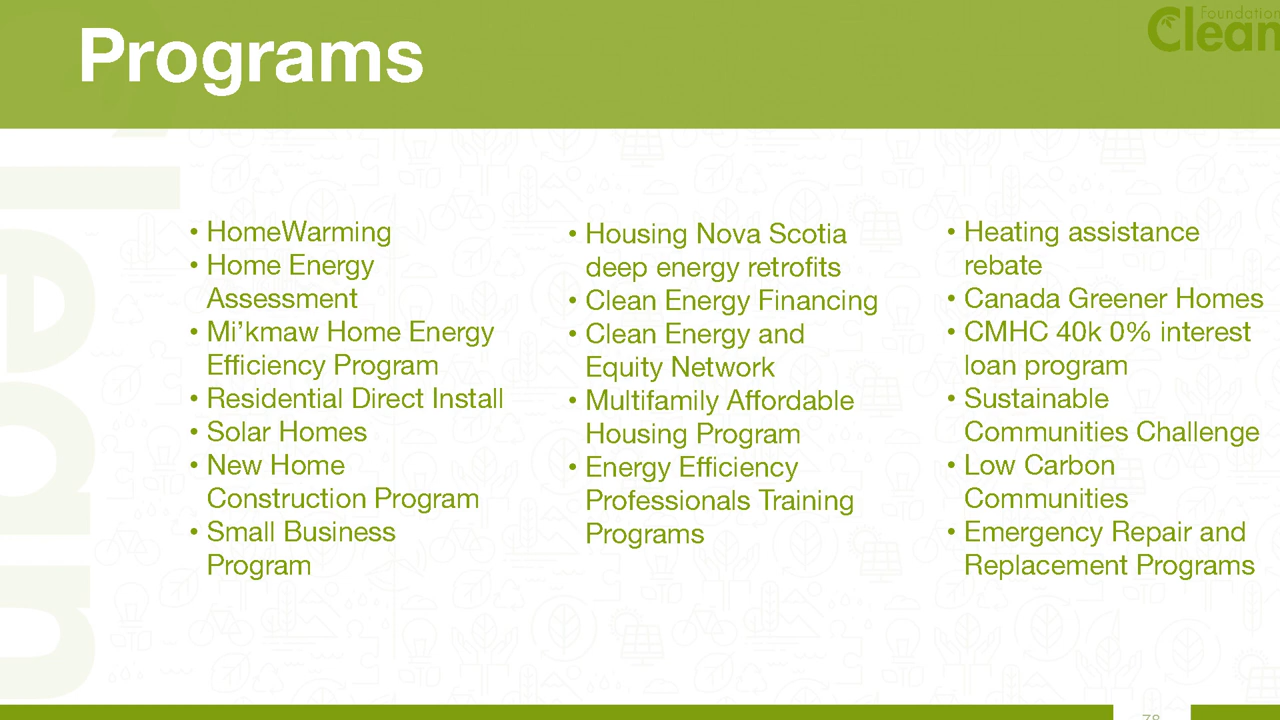 Programs
Foundation
Clean
• HomeWarming
• Home Energy
Assessment
• Mi’kmaw Home Energy
Efficiency Program
• Residential Direct Install
• Solar Homes
• New Home
Construction Program
• Small Business
Program
• Housing Nova Scotia
deep energy retrofits
• Clean Energy Financing
• Clean Energy and
Equity Network
• Multifamily Affordable
Housing Program
• Energy Efficiency
Professionals Training
Programs
• Heating assistance
rebate
• Canada Greener Homes
• CMHC 40k 0% interest
loan program
• Sustainable
Communities Challenge
• Low Carbon
Communities
• Emergency Repair and
Replacement Programs